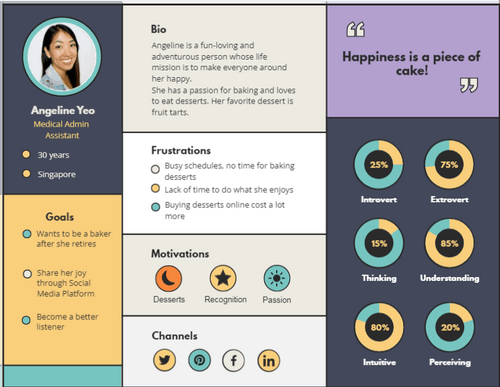 Angeline Yeo
Medical Admin
Assistant
30 years
Singapore
Goals
Wants to be a baker
after she retires
Share her joy
through Social
Media Platform
Become a better
listener
Bio
Angeline is a fun-loving and
adventurous person whose life
mission is to make everyone around
her happy.
She has a passion for baking and loves
to eat desserts. Her favorite dessert is
fruit tarts.
Frustrations
Busy schedules, no time for baking
desserts
Lack of time to do what she enjoys
Buying desserts online cost a lot
more
Motivations
Desserts
Recognition
Passion
Channels
“
Happiness is a piece of
cake!
”
25%
75%
Introvert
Extrovert
15%
85%
Thinking
Understanding
80%
20%
Intuitive
Perceiving